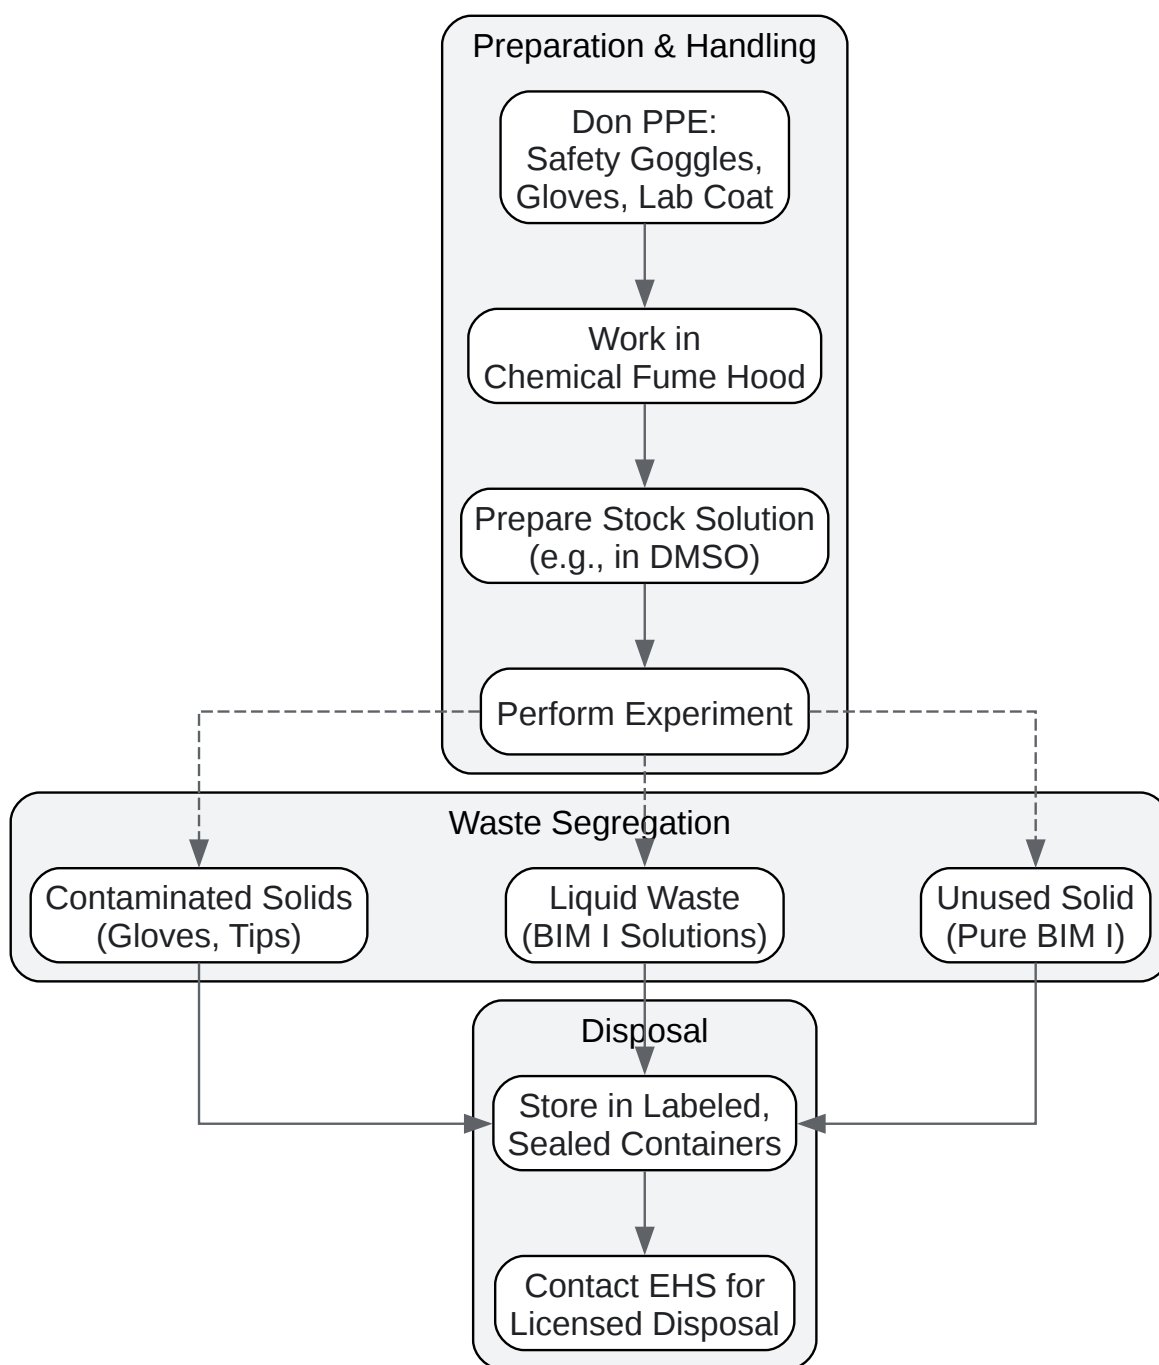 Preparation & Handling
Don PPE:
Safety Goggles,
Gloves, Lab Coat
Work in
Chemical Fume Hood
Prepare Stock Solution
(e.g., in DMSO)
Perform Experiment
Waste Segregation
Contaminated Solids
(Gloves, Tips)
Liquid Waste
(BIM I Solutions)
Unused Solid
(Pure BIM I)
Disposal
Store in Labeled,
Sealed Containers
Contact EHS for
Licensed Disposal